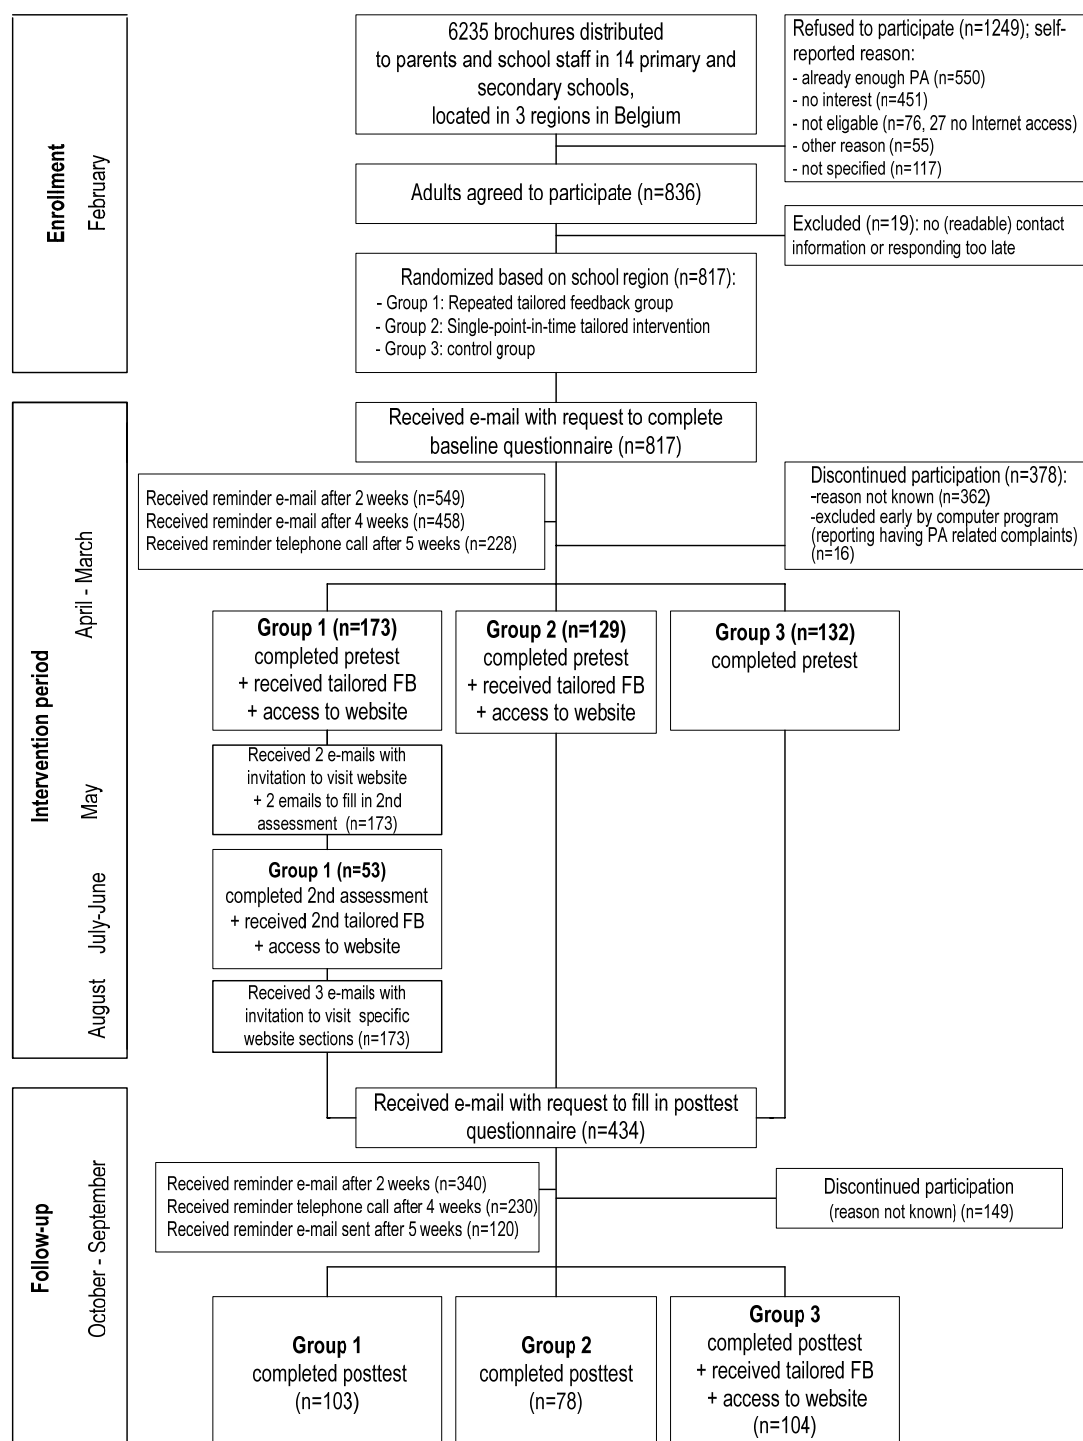 6235 brochures distributed
to parents and school staff in 14 primary and
secondary schools,
located in 3 regions in Belgium
Refused to participate (n=1249); self-
reported reason:
- already enough PA (n=550)
- no interest (n=451)
- not eligable (n=76, 27 no Internet access)
- other reason (n=55)
- not specified (n=117)
Enrollment
February
Adults agreed to participate (n=836)
Excluded (n=19): no (readable) contact
information or responding too late
Randomized based on school region (n=817):
- Group 1: Repeated tailored feedback group
- Group 2: Single-point-in-time tailored intervention
- Group 3: control group
Received e-mail with request to complete
baseline questionnaire (n=817)
Received reminder e-mail after 2 weeks (n=549)
Received reminder e-mail after 4 weeks (n=458)
Received reminder telephone call after 5 weeks (n=228)
Discontinued participation (n=378):
-reason not known (n=362)
-excluded early by computer program
(reporting having PA related complaints)
(n=16)
Intervention period
April - March
May
July-June
August
Group 1 (n=173)
completed pretest
+ received tailored FB
+ access to website
Group 2 (n=129)
completed pretest
+ received tailored FB
+ access to website
Group 3 (n=132)
completed pretest
Received 2 e-mails with
invitation to visit website
+ 2 emails to fill in 2nd
assessment (n=173)
Group 1 (n=53)
completed 2nd assessment
+ received 2nd tailored FB
+ access to website
Received 3 e-mails with
invitation to visit specific
website sections (n=173)
Received e-mail with request to fill in posttest
questionnaire (n=434)
Follow-up
October - September
Received reminder e-mail after 2 weeks (n=340)
Received reminder telephone call after 4 weeks (n=230)
Received reminder e-mail sent after 5 weeks (n=120)
Discontinued participation
(reason not known) (n=149)
Group 1
completed posttest
(n=103)
Group 2
completed posttest
(n=78)
Group 3
completed posttest
+ received tailored FB
+ access to website
(n=104)